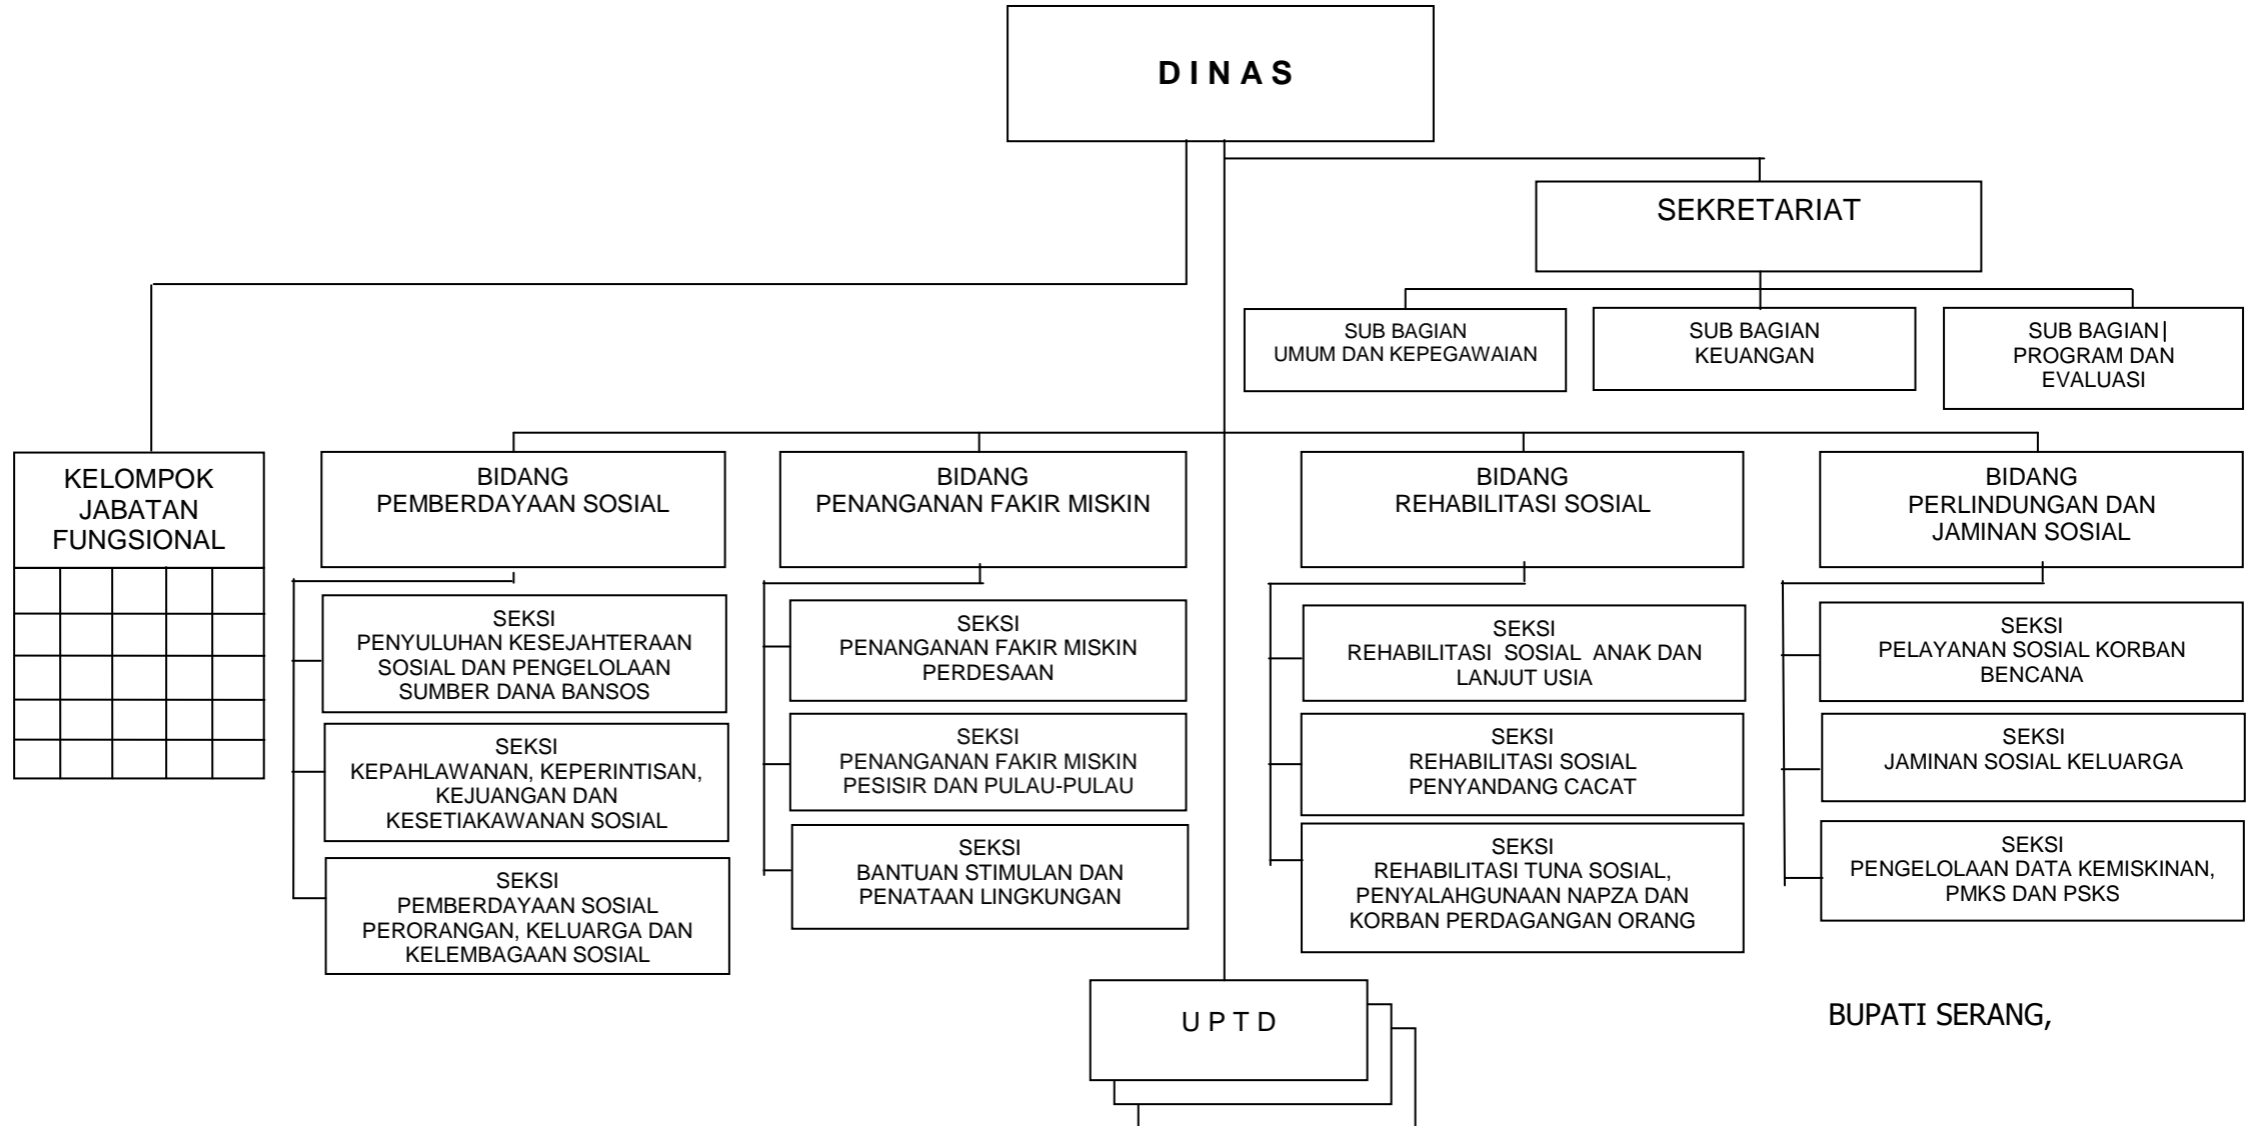 D I N A S
SEKRETARIAT
SUB BAGIAN
UMUM DAN KEPEGAWAIAN
SUB BAGIAN
KEUANGAN
SUB BAGIAN|
PROGRAM DAN
EVALUASI
KELOMPOK
JABATAN
FUNGSIONAL
BIDANG
PEMBERDAYAAN SOSIAL
SEKSI
PENYULUHAN KESEJAHTERAAN
SOSIAL DAN PENGELOLAAN
SUMBER DANA BANSOS
SEKSI
KEPAHLAWANAN, KEPERINTISAN,
KEJUANGAN DAN
KESETIAKAWANAN SOSIAL
SEKSI
PEMBERDAYAAN SOSIAL
PERORANGAN, KELUARGA DAN
KELEMBAGAAN SOSIAL
BIDANG
PENANGANAN FAKIR MISKIN
SEKSI
PENANGANAN FAKIR MISKIN
PERDESAAN
SEKSI
PENANGANAN FAKIR MISKIN
PESISIR DAN PULAU-PULAU
SEKSI
BANTUAN STIMULAN DAN
PENATAAN LINGKUNGAN
BIDANG
REHABILITASI SOSIAL
SEKSI
REHABILITASI  SOSIAL  ANAK DAN
LANJUT USIA
SEKSI
REHABILITASI SOSIAL
PENYANDANG CACAT
SEKSI
REHABILITASI TUNA SOSIAL,
PENYALAHGUNAAN NAPZA DAN
KORBAN PERDAGANGAN ORANG
BIDANG
PERLINDUNGAN DAN
JAMINAN SOSIAL
SEKSI
PELAYANAN SOSIAL KORBAN
BENCANA
SEKSI
JAMINAN SOSIAL KELUARGA
SEKSI
PENGELOLAAN DATA KEMISKINAN,
PMKS DAN PSKS
U P T D
BUPATI SERANG,